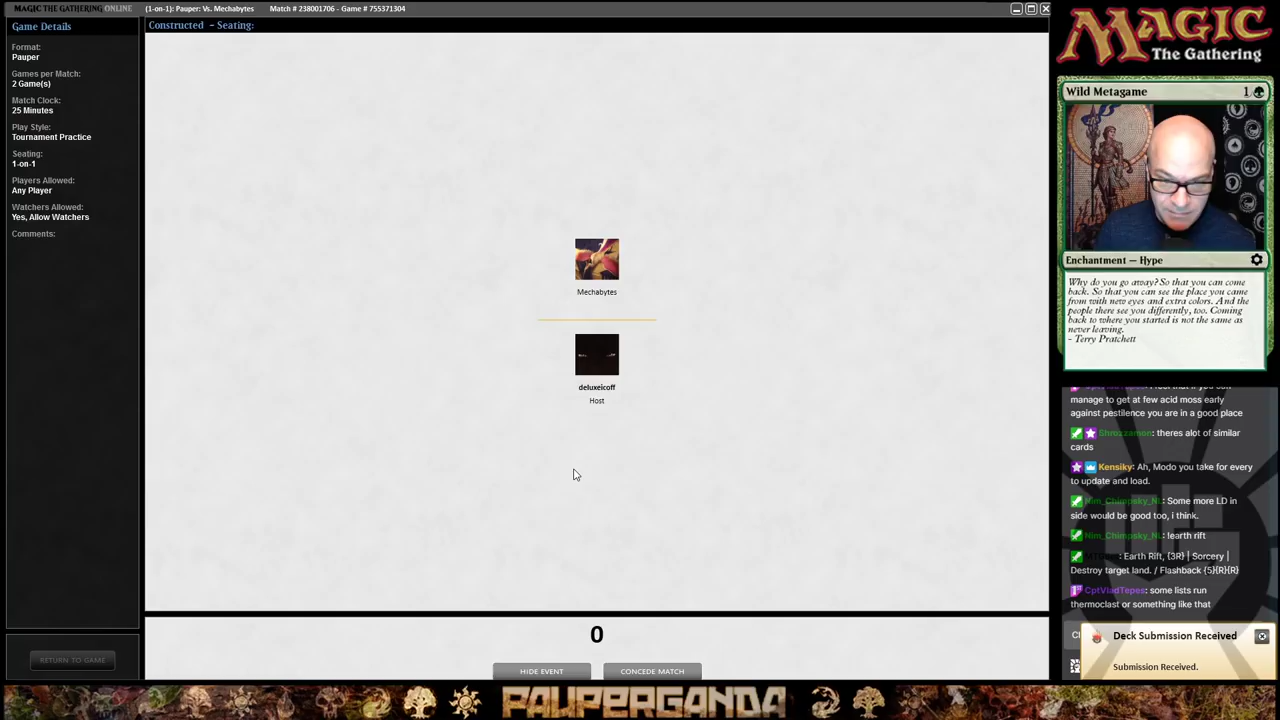 MAGIC THE GATHERING ONLINE
(1-on-1): Pauper: Vs. Mechabytes
Match # 238001706 - Game # 755371304
Game Details
Format:
Pauper
Games per Match:
2 Game(s)
Match Clock:
25 Minutes
Play Style:
Tournament Practice
Seating:
1-on-1
Players Allowed:
Any Player
Watchers Allowed:
Yes, Allow Watchers
Comments:
RETURN TO GAME
Constructed - Seating:
Mechabytes
deluxeicoff
Host
0
HIDE EVENT
CONCEDE MATCH
MAGIC
The Gathering
Wild Metagame 1
Enchantment — Hype
Why do you go away? So that you can come
back. So that you can see the place you came
from with new eyes and extra colors. And the
people there see you differently, too. Coming
back to where you started is not the same as
never leaving.
- Terry Pratchett
manage to get at few acid moss early
against pestilence you are in a good place
Shrozzamon: theres alot of similar
cards
Kensiky: Ah, Modo you take for every
to update and load.
Nim_Chimpsky_NL: Some more LD in
side would be good too, i think.
Nim_Chimpsky_NL: !earth rift
Earth Rift, {3R} | Sorcery |
Destroy target land. / Flashback {5}{R}{R}
CptVladTepes: some lists run
thermoclast or something like that
Deck Submission Received
Submission Received.
PAUPERGANDA